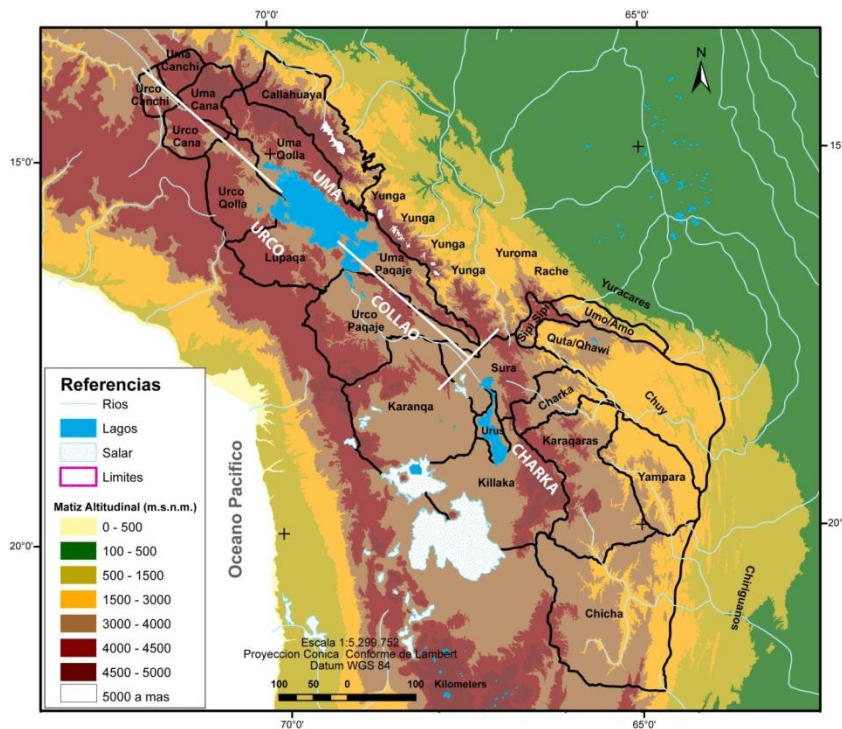 70°0'
65°0'
N
Uma
Canchi
Urco
Canchi
Uma
Cana
Callahuaya
Urco
Cana
Uma
Qolla
15°0'
15°
Urco
Qolla
UMA
Yunga
Yunga
URCO
Lupaqa
Yunga
Yuroma
Uma
Paqaje
Yunga
Rache
Yuracares
COLLAO
Urco
Paqaje
Sipi Sipi
Umo/Amo
Quta/Qhawi
Sura
Chuy
Charka
Karanqa
Urus
CHARKA
Karaqaras
Killaka
Yampara
Chicha
Chiriguanos
20°0'
20°0'
Oceano Pacifico
Referencias
Rios
Lagos
Salar
Limites
Matiz Altitudinal (m.s.n.m.)
0 - 500
100 - 500
500 - 1500
1500 - 3000
3000 - 4000
4000 - 4500
4500 - 5000
5000 a mas
Escala 1:5.299.752
Proyeccion Conica Conforme de Lambert
Datum WGS 84
100 50 0 100 Kilometers
70°0'
65°0'